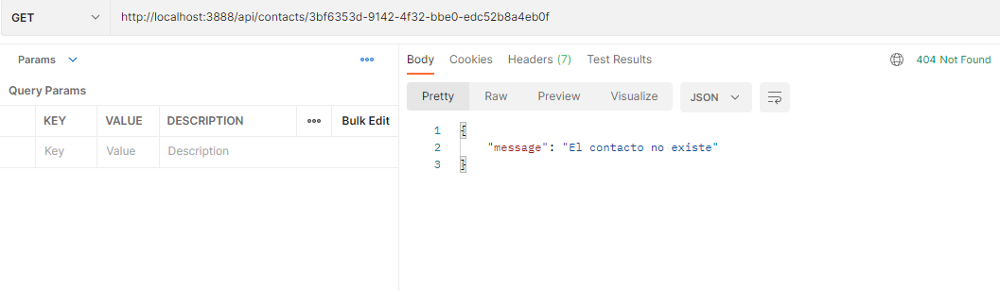 GET http://localhost:3888/api/contacts/3bf6353d-9142-4f32-bbe0-edc52b8a4eb0f
Params
Query Params
KEY VALUE DESCRIPTION Bulk Edit
Key Value Description
Body Cookies Headers (7) Test Results 404 Not Found
Pretty Raw Preview Visualize JSON
1 {
2 "message": "El contacto no existe"
3 }